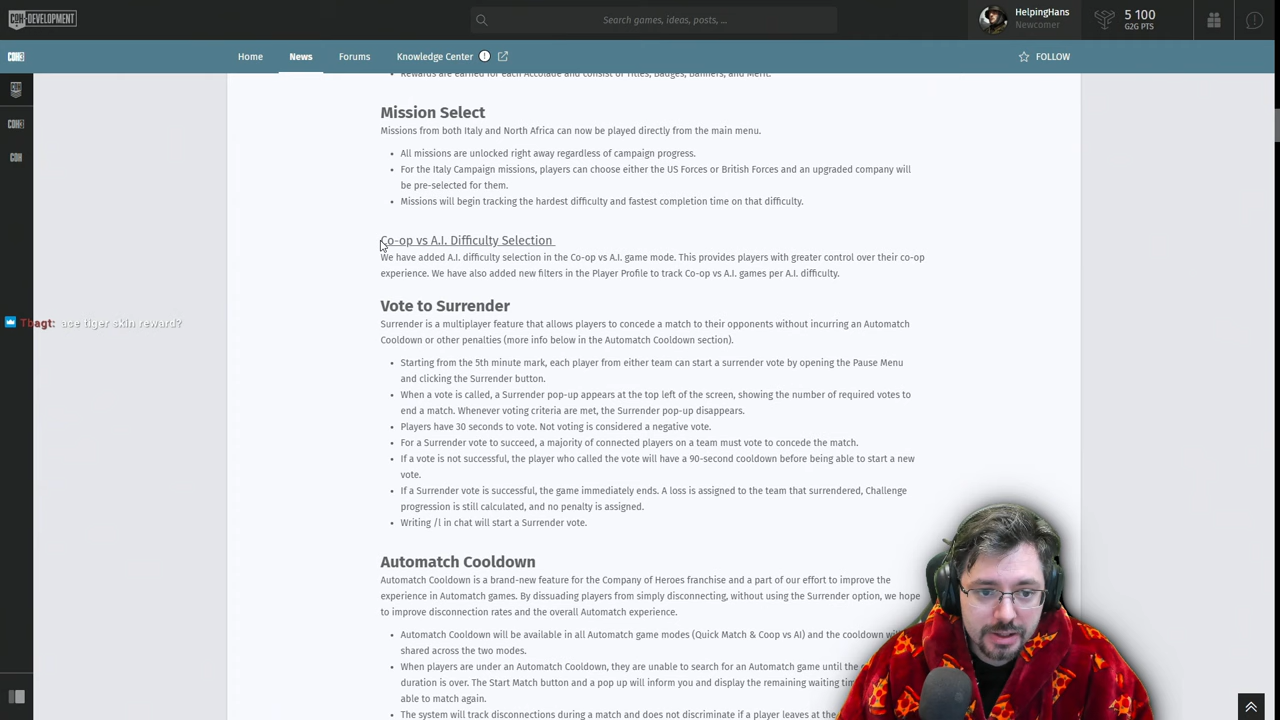 COH-DEVELOPMENT
Search games, ideas, posts, ...
HelpingHans
Newcomer
5 100
G2G PTS
Home
News
Forums
Knowledge Center
FOLLOW
Rewards are earned for each Accolade and consist of Titles, Badges, Banners, and Merit.
Mission Select
Missions from both Italy and North Africa can now be played directly from the main menu.
All missions are unlocked right away regardless of campaign progress.
For the Italy Campaign missions, players can choose either the US Forces or British Forces and an upgraded company will
be pre-selected for them.
Missions will begin tracking the hardest difficulty and fastest completion time on that difficulty.
Co-op vs A.I. Difficulty Selection
We have added A.I. difficulty selection in the Co-op vs A.I. game mode. This provides players with greater control over their co-op
experience. We have also added new filters in the Player Profile to track Co-op vs A.I. games per A.I. difficulty.
Vote to Surrender
Tbagt: ace tiger skin reward?
Surrender is a multiplayer feature that allows players to concede a match to their opponents without incurring an Automatch
Cooldown or other penalties (more info below in the Automatch Cooldown section).
Starting from the 5th minute mark, each player from either team can start a surrender vote by opening the Pause Menu
and clicking the Surrender button.
When a vote is called, a Surrender pop-up appears at the top left of the screen, showing the number of required votes to
end a match. Whenever voting criteria are met, the Surrender pop-up disappears.
Players have 30 seconds to vote. Not voting is considered a negative vote.
For a Surrender vote to succeed, a majority of connected players on a team must vote to concede the match.
If a vote is not successful, the player who called the vote will have a 90-second cooldown before being able to start a new
vote.
If a Surrender vote is successful, the game immediately ends. A loss is assigned to the team that surrendered, Challenge
progression is still calculated, and no penalty is assigned.
Writing /l in chat will start a Surrender vote.
Automatch Cooldown
Automatch Cooldown is a brand-new feature for the Company of Heroes franchise and a part of our effort to improve the
experience in Automatch games. By dissuading players from simply disconnecting, without using the Surrender option, we hope
to improve disconnection rates and the overall Automatch experience.
Automatch Cooldown will be available in all Automatch game modes (Quick Match & Coop vs AI) and the cooldown
shared across the two modes.
When players are under an Automatch Cooldown, they are unable to search for an Automatch game until the
duration is over. The Start Match button and a pop up will inform you and display the remaining waiting
able to match again.
The system will track disconnections during a match and does not discriminate if a player leaves at the